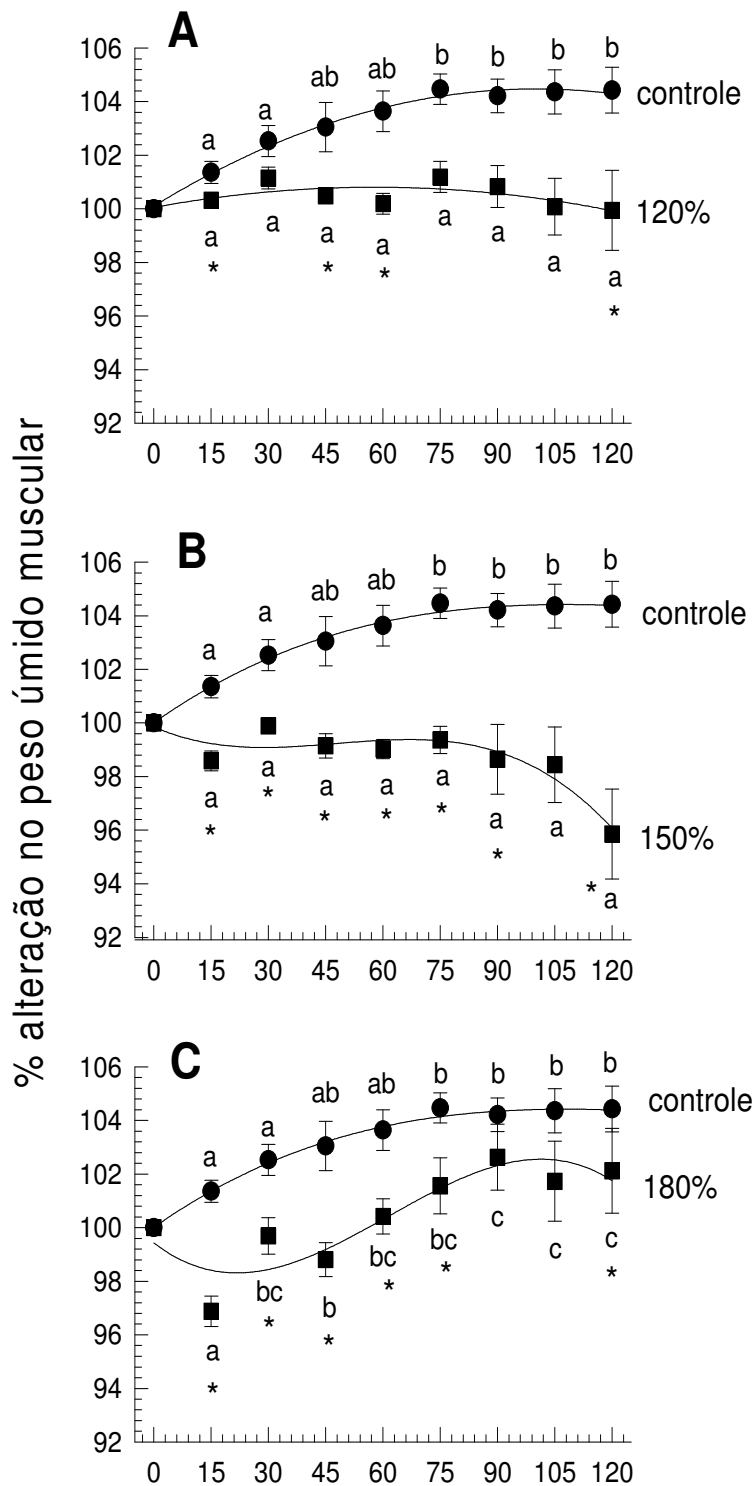 % alteração no peso úmido muscular
A
106
104
102
100
98
96
94
92
a a ab ab b b b b
controle
120%
a a a a a a a a
* * * *
0 15 30 45 60 75 90 105 120
B
106
104
102
100
98
96
94
92
a a ab ab b b b b
controle
150%
a a a a a a a a
* * * * * * *
0 15 30 45 60 75 90 105 120
C
106
104
102
100
98
96
94
92
a a ab ab b b b b
controle
180%
a bc b bc bc c c c
* * * * * *
0 15 30 45 60 75 90 105 120